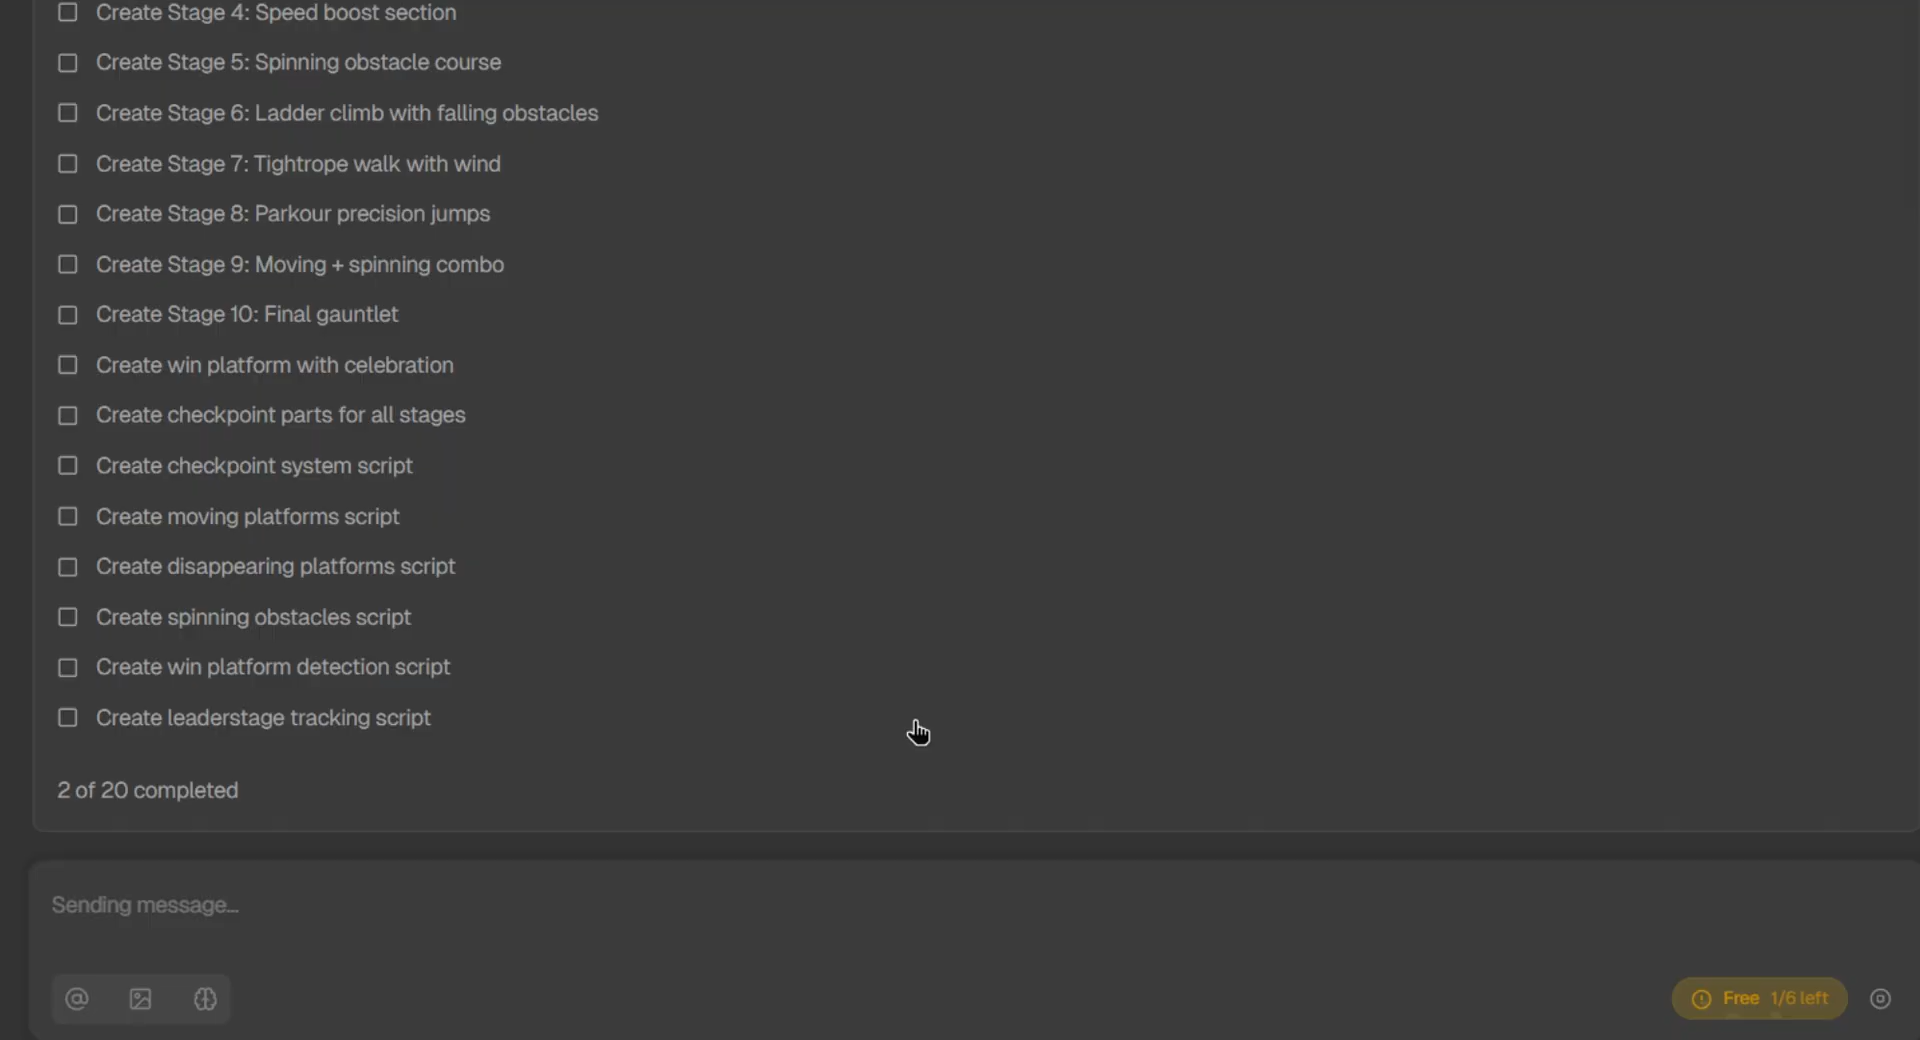 Create Stage 4: Speed boost section
Create Stage 5: Spinning obstacle course
Create Stage 6: Ladder climb with falling obstacles
Create Stage 7: Tightrope walk with wind
Create Stage 8: Parkour precision jumps
Create Stage 9: Moving + spinning combo
Create Stage 10: Final gauntlet
Create win platform with celebration
Create checkpoint parts for all stages
Create checkpoint system script
Create moving platforms script
Create disappearing platforms script
Create spinning obstacles script
Create win platform detection script
Create leaderstage tracking script
2 of 20 completed
Sending message...
Free 1/6 left